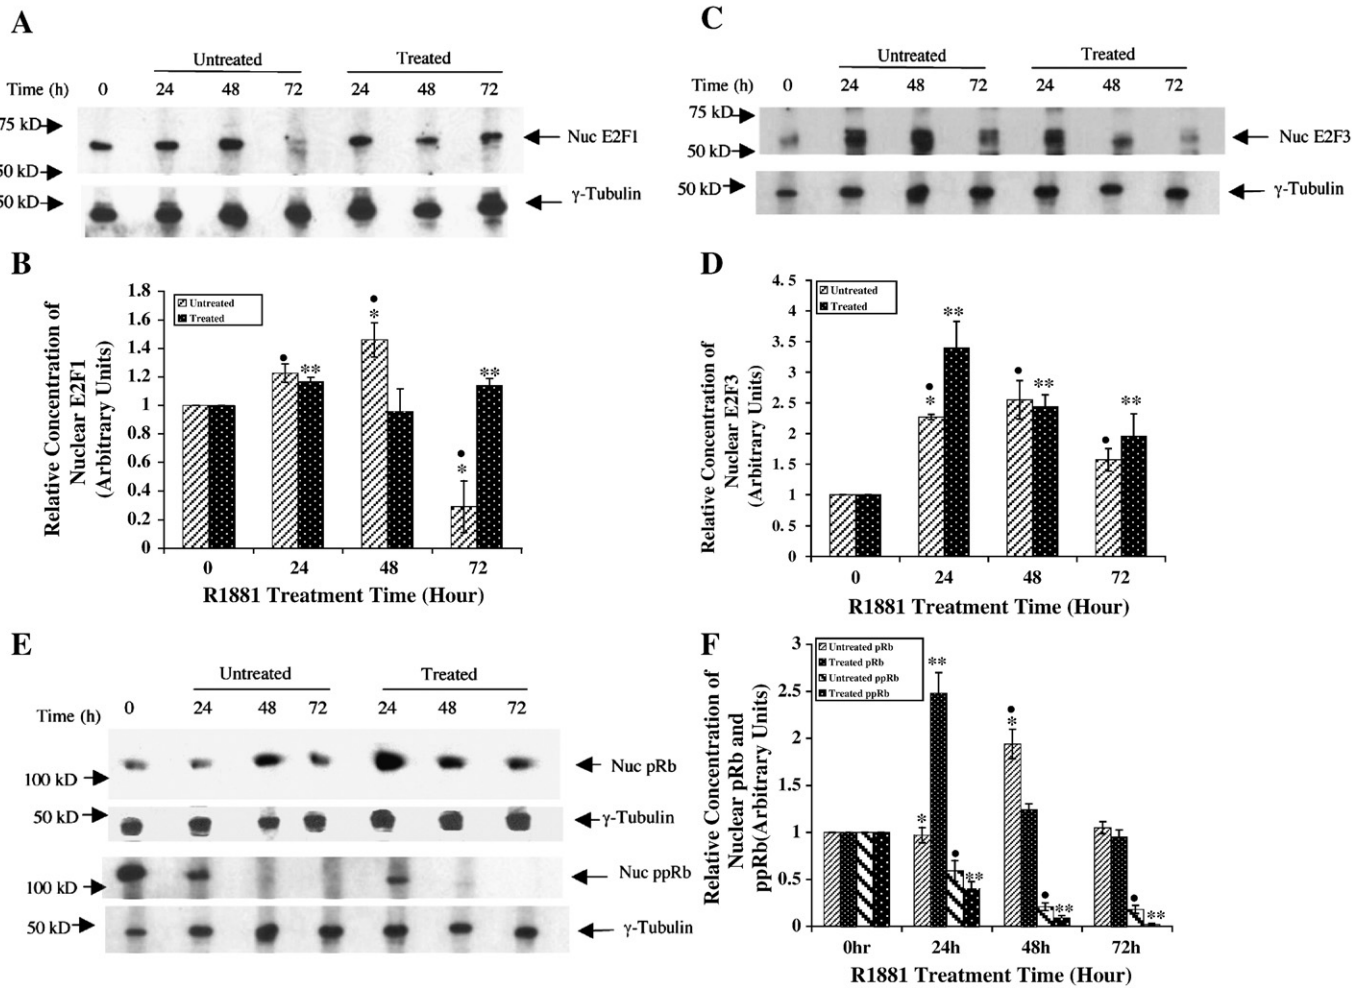 A
Untreated Treated
Time (h) 0 24 48 72 24 48 72
75 kD
Nuc E2F1
50 kD
50 kD
γ-Tubulin
C
Untreated Treated
Time (h) 0 24 48 72 24 48 72
75 kD
Nuc E2F3
50 kD
50 kD
γ-Tubulin
B
Relative Concentration of
Nuclear E2F1
(Arbitrary Units)
1.8
1.6
1.4
1.2
1
0.8
0.6
0.4
0.2
0
Untreated
Treated
• ** • * • * **
0 24 48 72
R1881 Treatment Time (Hour)
D
Relative Concentration of
Nuclear E2F3
(Arbitrary Units)
4.5
4
3.5
3
2.5
2
1.5
1
0.5
0
Untreated
Treated
• * ** • ** • **
0 24 48 72
R1881 Treatment Time (Hour)
E
Untreated Treated
Time (h) 0 24 48 72 24 48 72
Nuc pRb
100 kD
50 kD
γ-Tubulin
Nuc ppRb
100 kD
50 kD
γ-Tubulin
F
Relative Concentration of
Nuclear pRb and
ppRb(Arbitrary Units)
3
2.5
2
1.5
1
0.5
0
Untreated pRb
Treated pRb
Untreated ppRb
Treated ppRb
* ** • ** • * • ** • **
0hr 24h 48h 72h
R1881 Treatment Time (Hour)